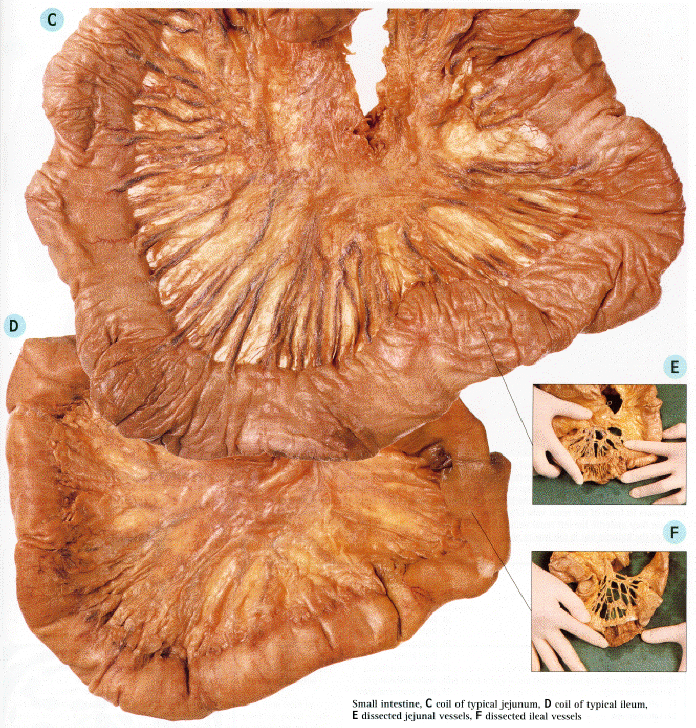 C
D
E
F
Small intestine, C coil of typical jejunum, D coil of typical ileum,
E dissected jejunal vessels, F dissected ileal vessels